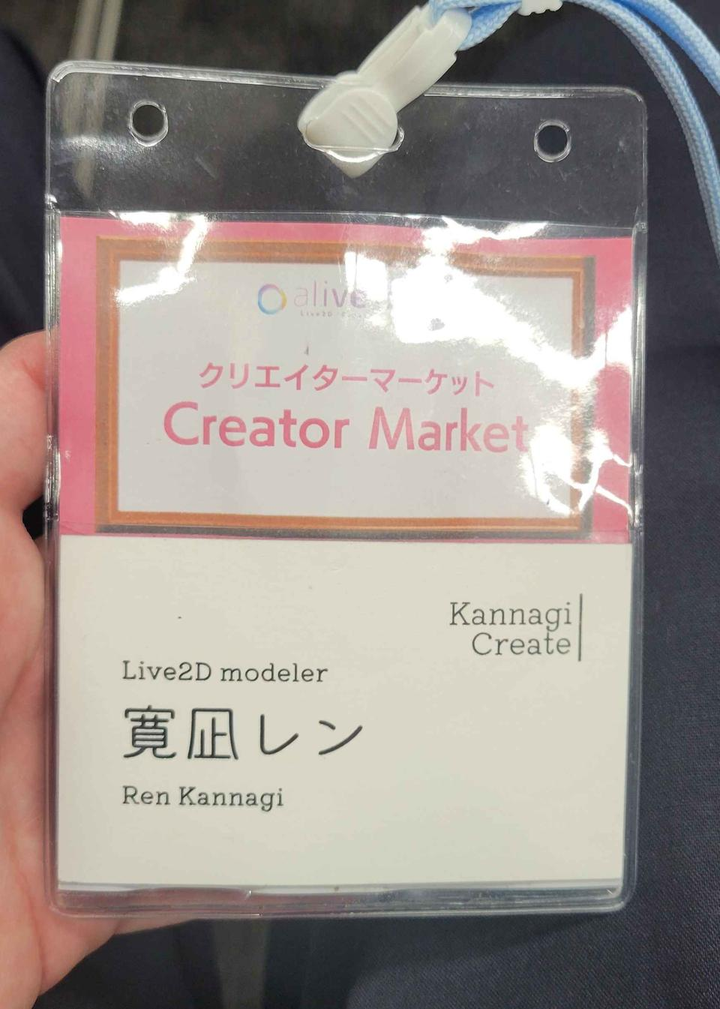 alive
クリエイターマーケット
Creator Market
Kannagi
Create
Live2D modeler
寛凪レン
Ren Kannagi